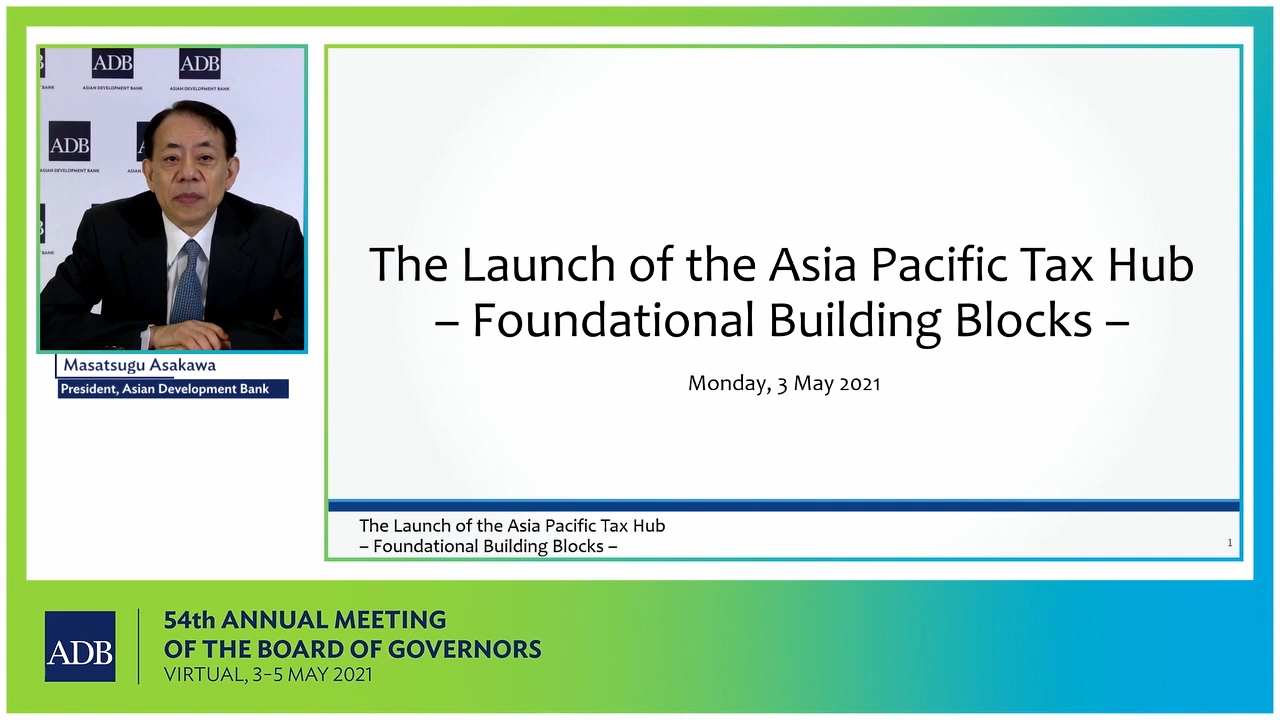 ADB
ASIAN DEVELOPMENT BANK
ADB
ASIAN DEVELOPMENT BANK
BANK
ADB
ASIAN DEVELOPMENT BANK
BANK
Masatsugu Asakawa
President, Asian Development Bank
The Launch of the Asia Pacific Tax Hub
– Foundational Building Blocks –
Monday, 3 May 2021
The Launch of the Asia Pacific Tax Hub
– Foundational Building Blocks –
1
ADB
54th ANNUAL MEETING
OF THE BOARD OF GOVERNORS
VIRTUAL, 3–5 MAY 2021